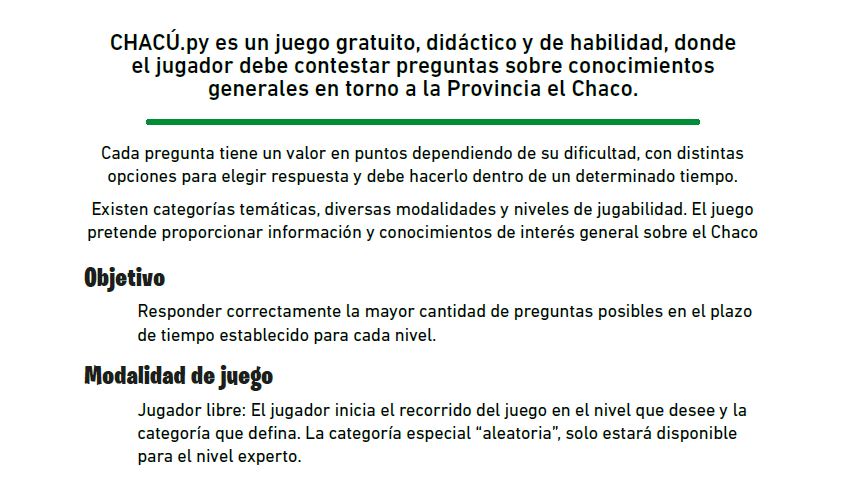 CHACÚ.py es un juego gratuito, didáctico y de habilidad, donde
el jugador debe contestar preguntas sobre conocimientos
generales en torno a la Provincia el Chaco.
Cada pregunta tiene un valor en puntos dependiendo de su dificultad, con distintas
opciones para elegir respuesta y debe hacerlo dentro de un determinado tiempo.
Existen categorías temáticas, diversas modalidades y niveles de jugabilidad. El juego
pretende proporcionar información y conocimientos de interés general sobre el Chaco
Objetivo
Responder correctamente la mayor cantidad de preguntas posibles en el plazo
de tiempo establecido para cada nivel.
Modalidad de juego
Jugador libre: El jugador inicia el recorrido del juego en el nivel que desee y la
categoría que defina. La categoría especial “aleatoria”, solo estará disponible
para el nivel experto.